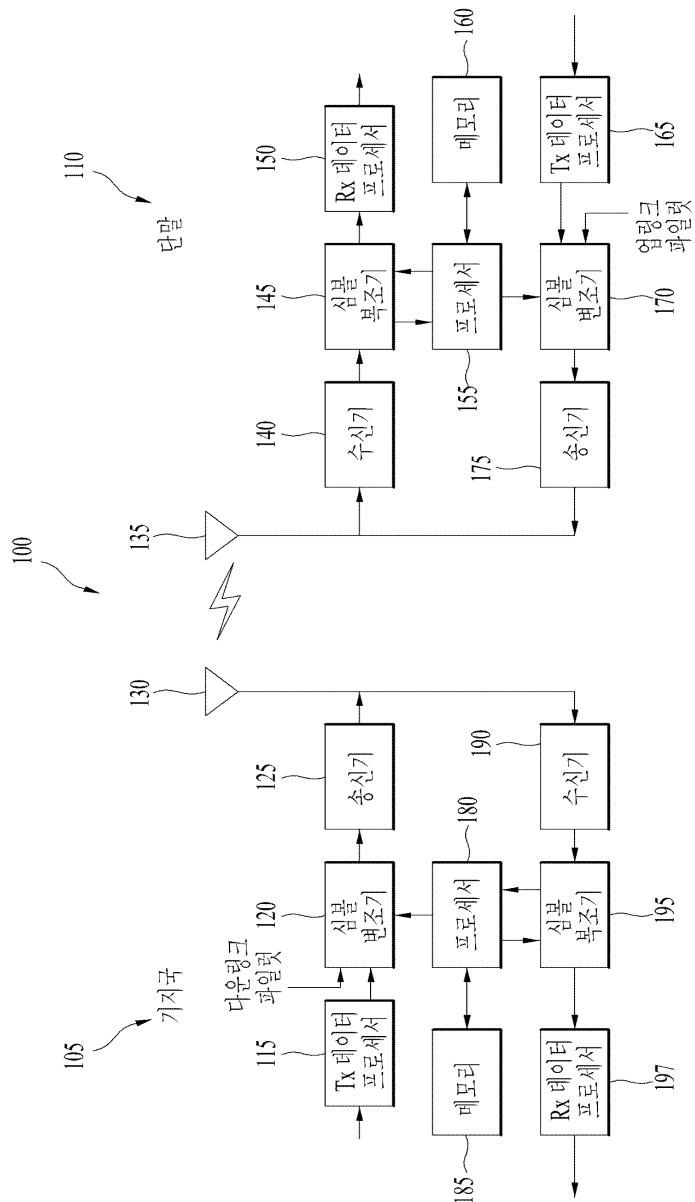 100
105
기지국
110
단말
130
135
다운링크
파일럿
115
Tx 데이터
프로세서
120
심볼
변조기
125
송신기
140
수신기
145
심볼
복조기
150
Rx 데이터
프로세서
185
메모리
180
프로세서
155
프로세서
160
메모리
197
Rx 데이터
프로세서
195
심볼
복조기
190
수신기
175
송신기
170
심볼
변조기
165
Tx 데이터
프로세서
업링크
파일럿